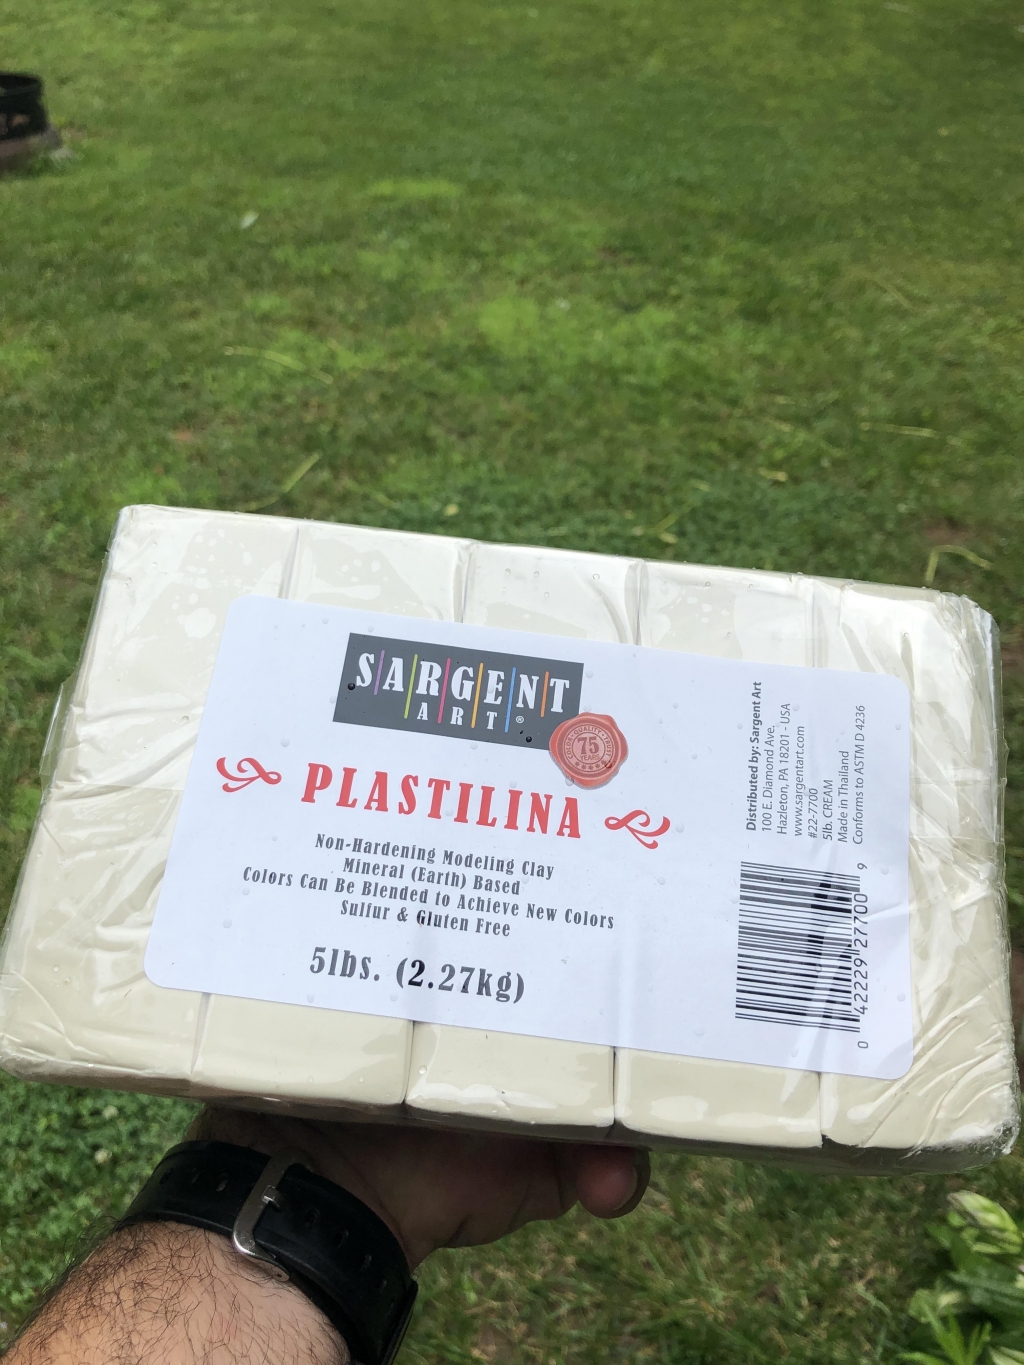 SARGENT
ART®
75
YEARS
PLASTILINA
Non-Hardening Modeling Clay
Mineral (Earth) Based
Colors Can Be Blended to Achieve New Colors
Sulfur & Gluten Free
5lbs. (2.27kg)
Distributed by: Sargent Art
100 E. Diamond Ave.
Hazleton, PA 18201 - USA
www.sargentart.com
#22-7700
5lb. CREAM
Made in Thailand
Conforms to ASTM D 4236
0 42229 27700 9